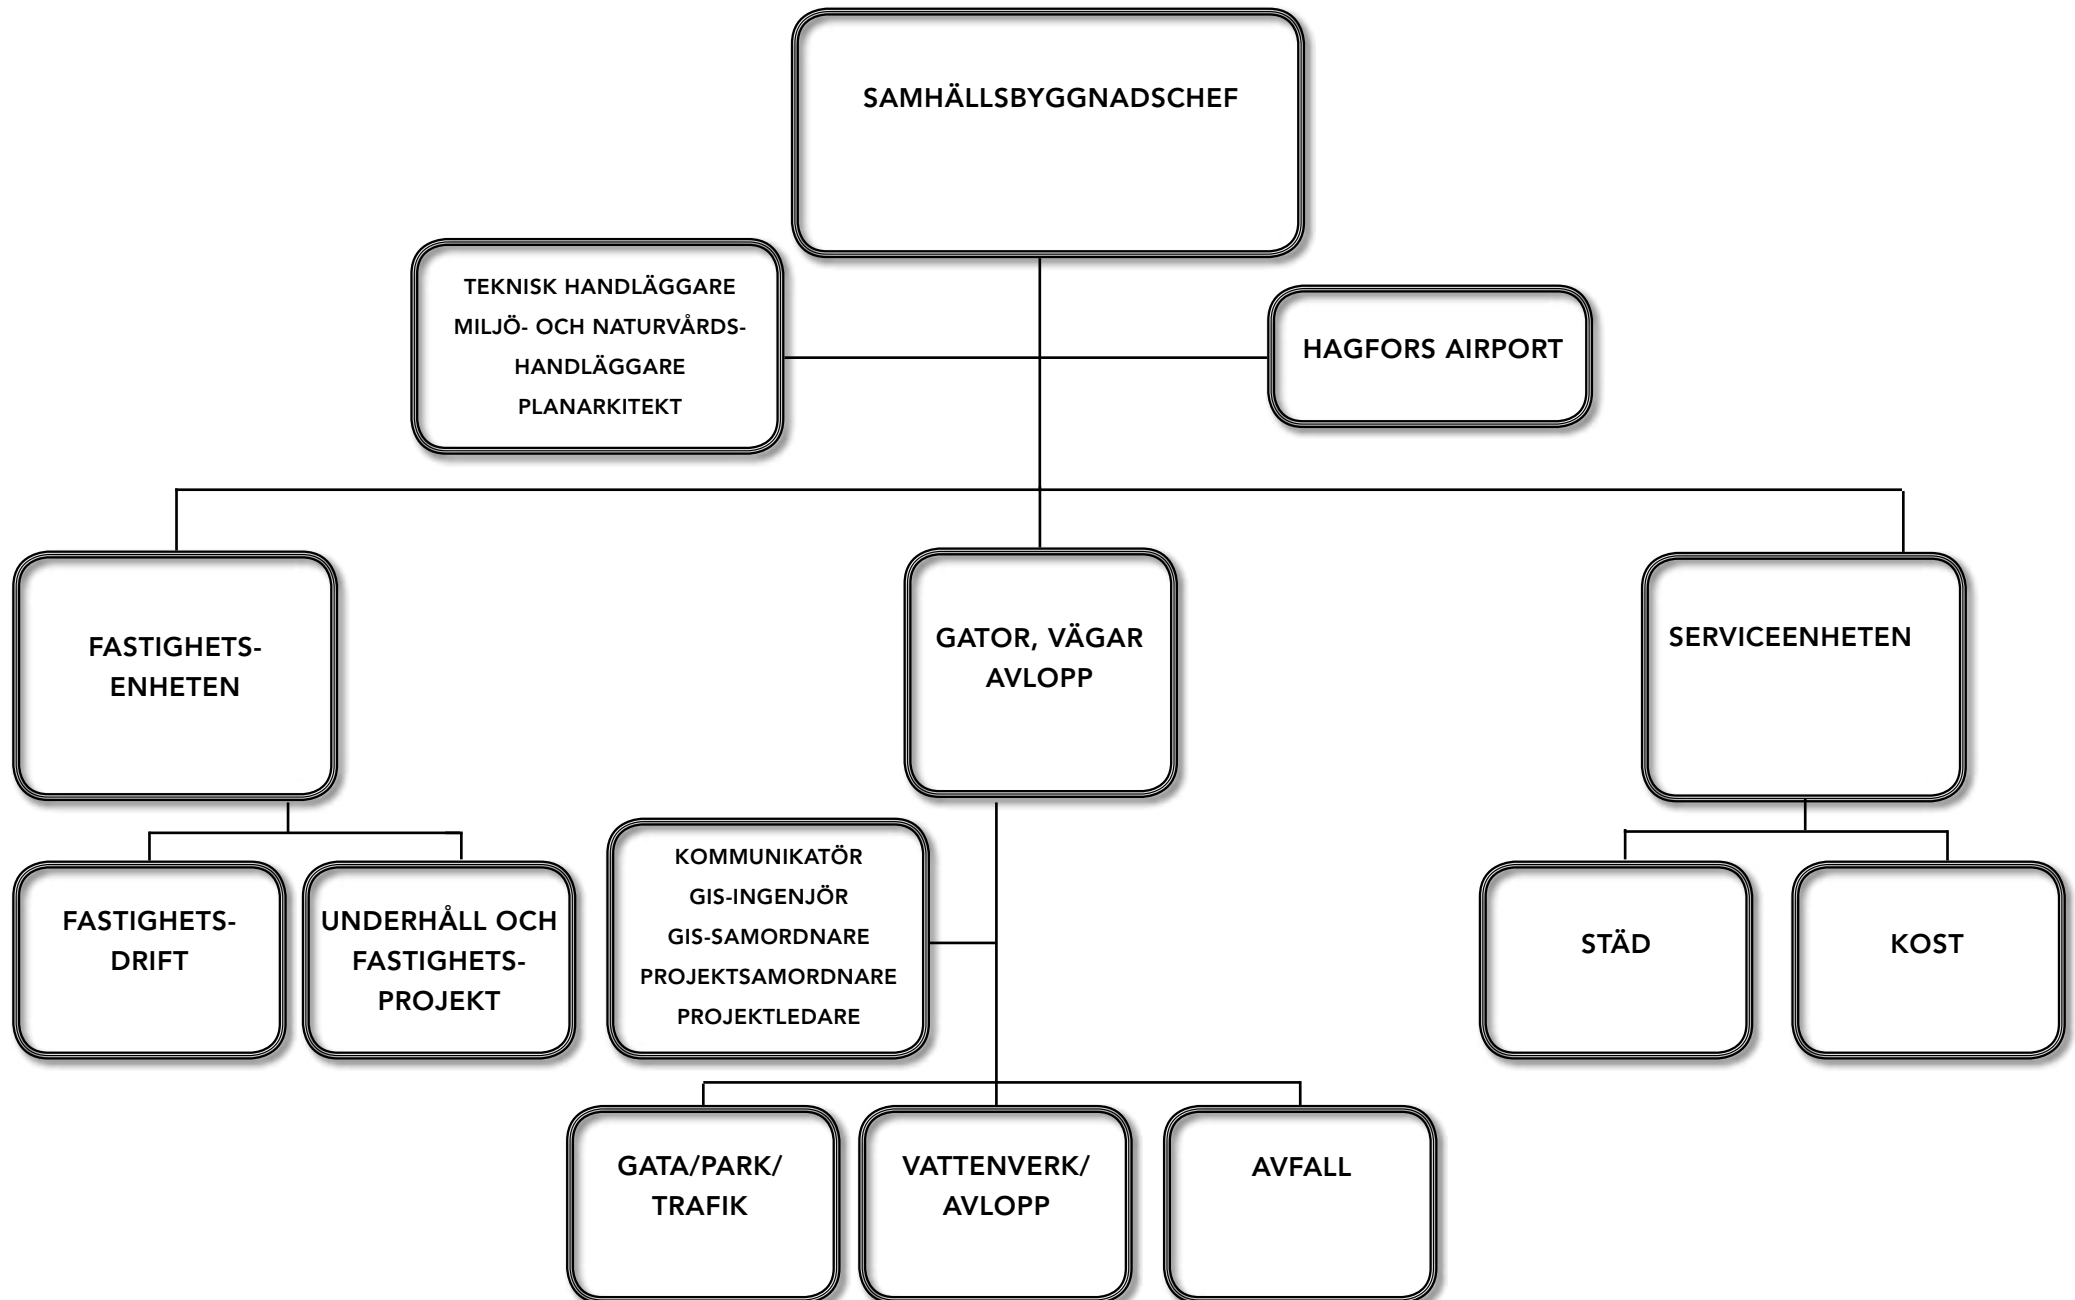 SAMHÄLLSBYGGNADSCHEF
TEKNISK HANDLÄGGARE
MILJÖ- OCH NATURVÅRDS-
HANDLÄGGARE
PLANARKITEKT
HAGFORS AIRPORT
FASTIGHETS-
ENHETEN
GATOR, VÄGAR
AVLOPP
SERVICEENHETEN
FASTIGHETS-
DRIFT
UNDERHÅLL OCH
FASTIGHETS-
PROJEKT
KOMMUNIKATÖR
GIS-INGENJÖR
GIS-SAMORDNARE
PROJEKTSAMORDNARE
PROJEKTLEDARE
STÄD
KOST
GATA/PARK/
TRAFIK
VATTENVERK/
AVLOPP
AVFALL